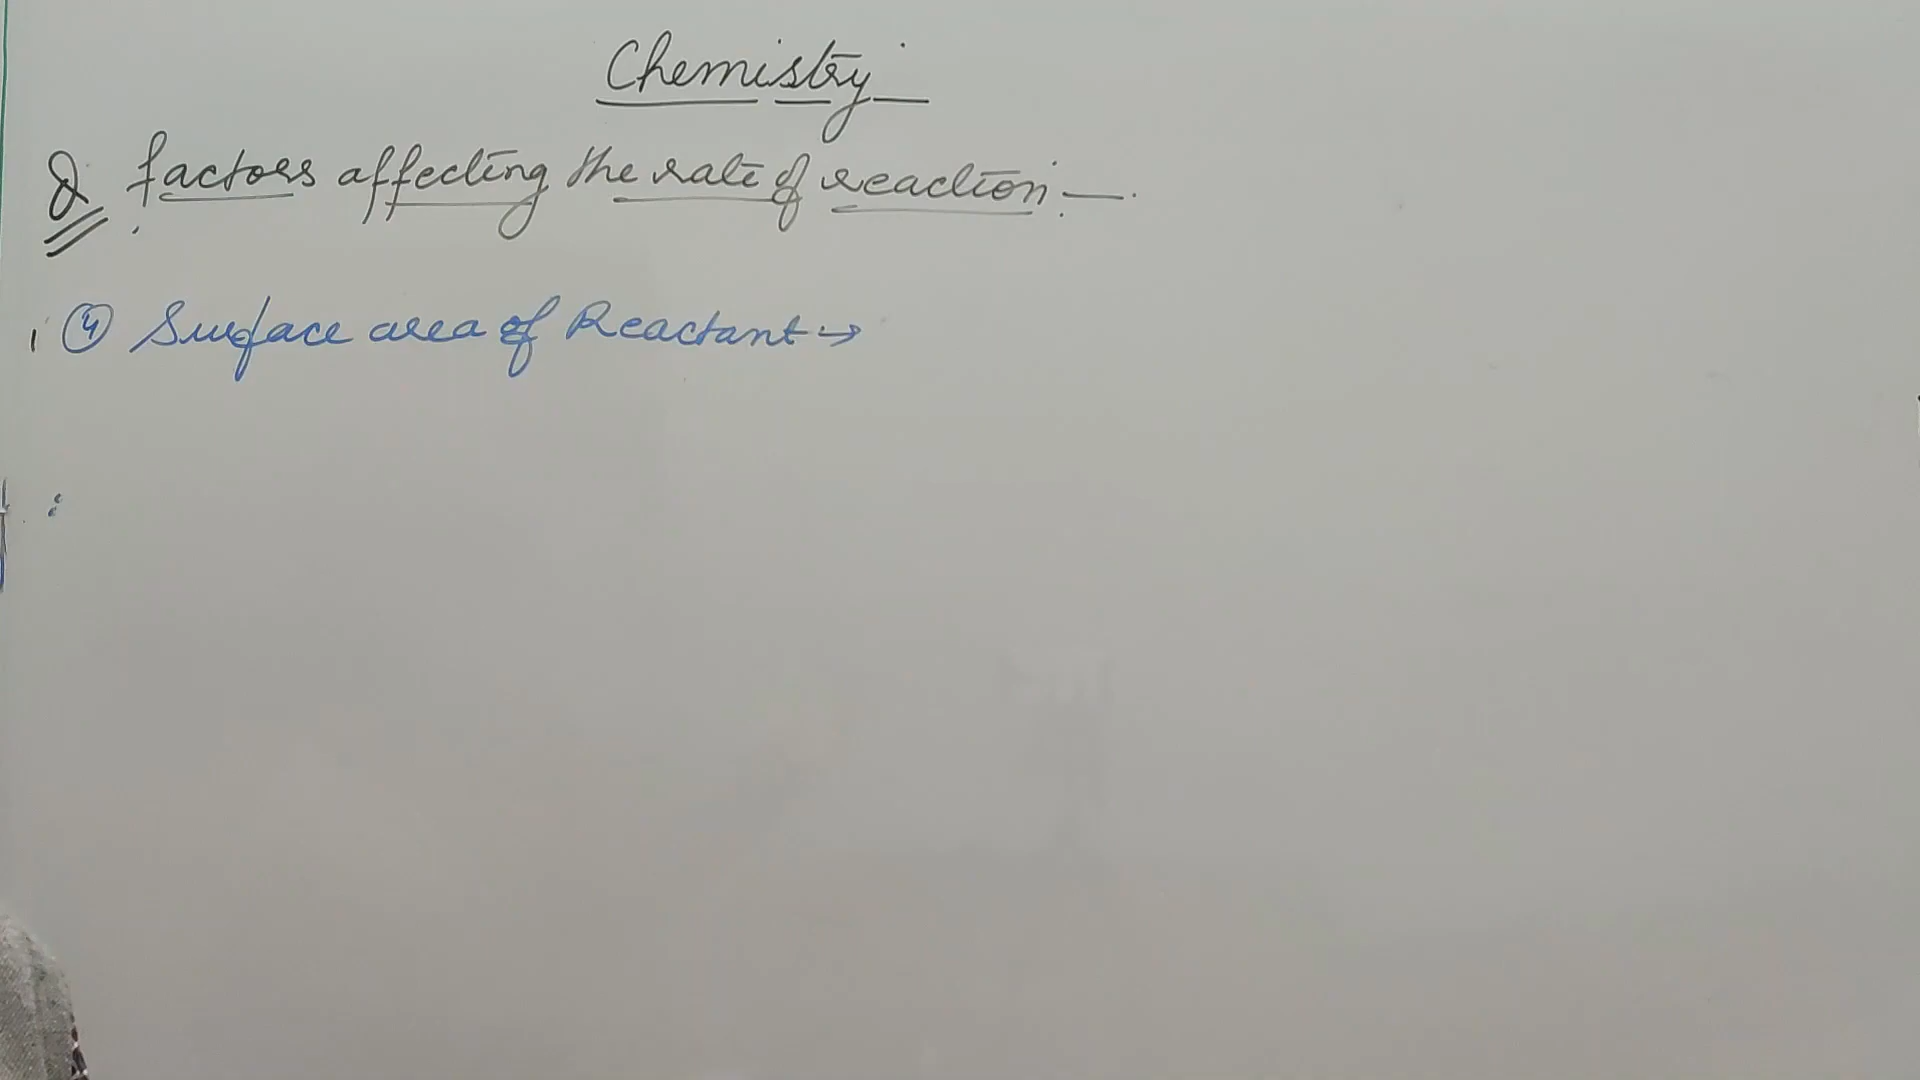 Chemistry
Q factors affecting the rate of reaction —
④ Surface area of Reactant →